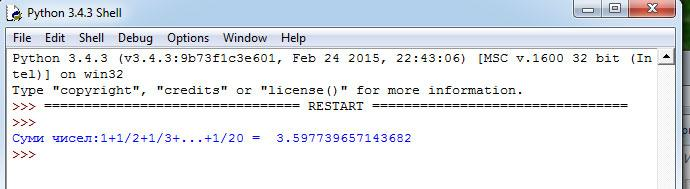 Python 3.4.3 Shell
File Edit Shell Debug Options Window Help
Python 3.4.3 (v3.4.3:9b73f1c3e601, Feb 24 2015, 22:43:06) [MSC v.1600 32 bit (In
tel)] on win32
Type "copyright", "credits" or "license()" for more information.
>>> ================================ RESTART ================================
>>>
Суми чисел:1+1/2+1/3+...+1/20 =  3.597739657143682
>>>